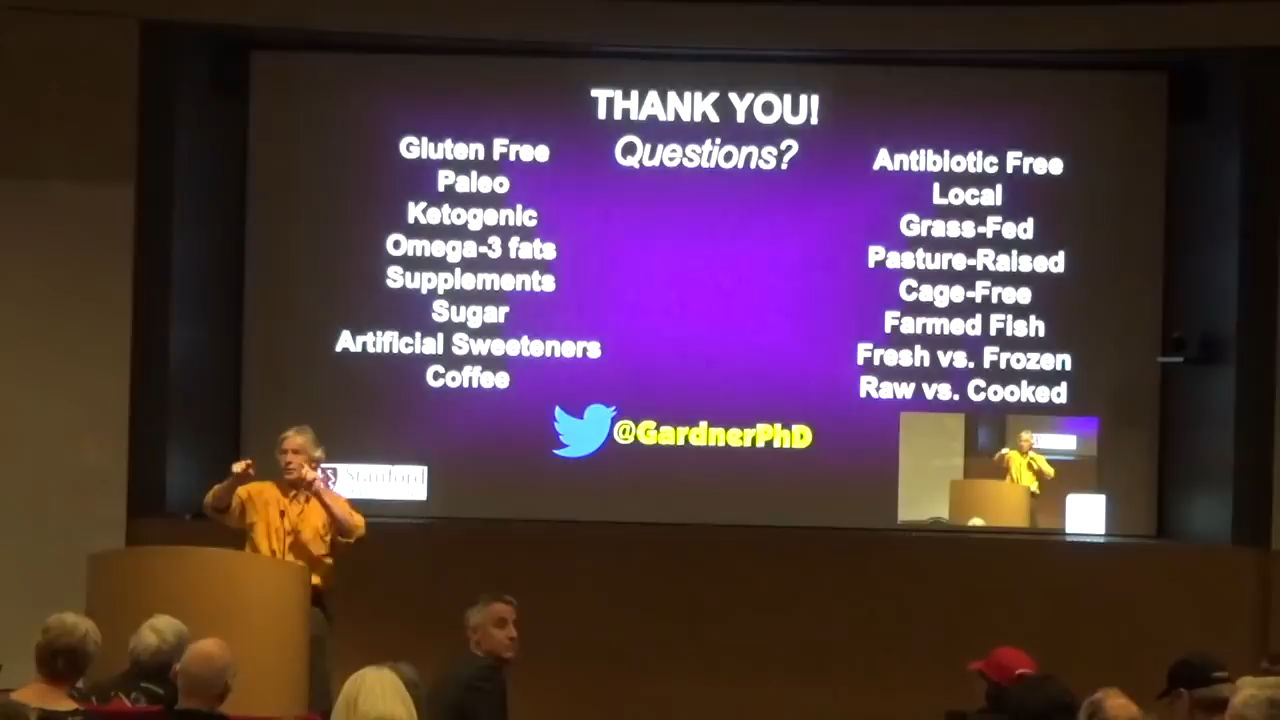 THANK YOU!
Questions?
Gluten Free
Paleo
Ketogenic
Omega-3 fats
Supplements
Sugar
Artificial Sweeteners
Coffee
Antibiotic Free
Local
Grass-Fed
Pasture-Raised
Cage-Free
Farmed Fish
Fresh vs. Frozen
Raw vs. Cooked
@GardnerPhD
Stanford